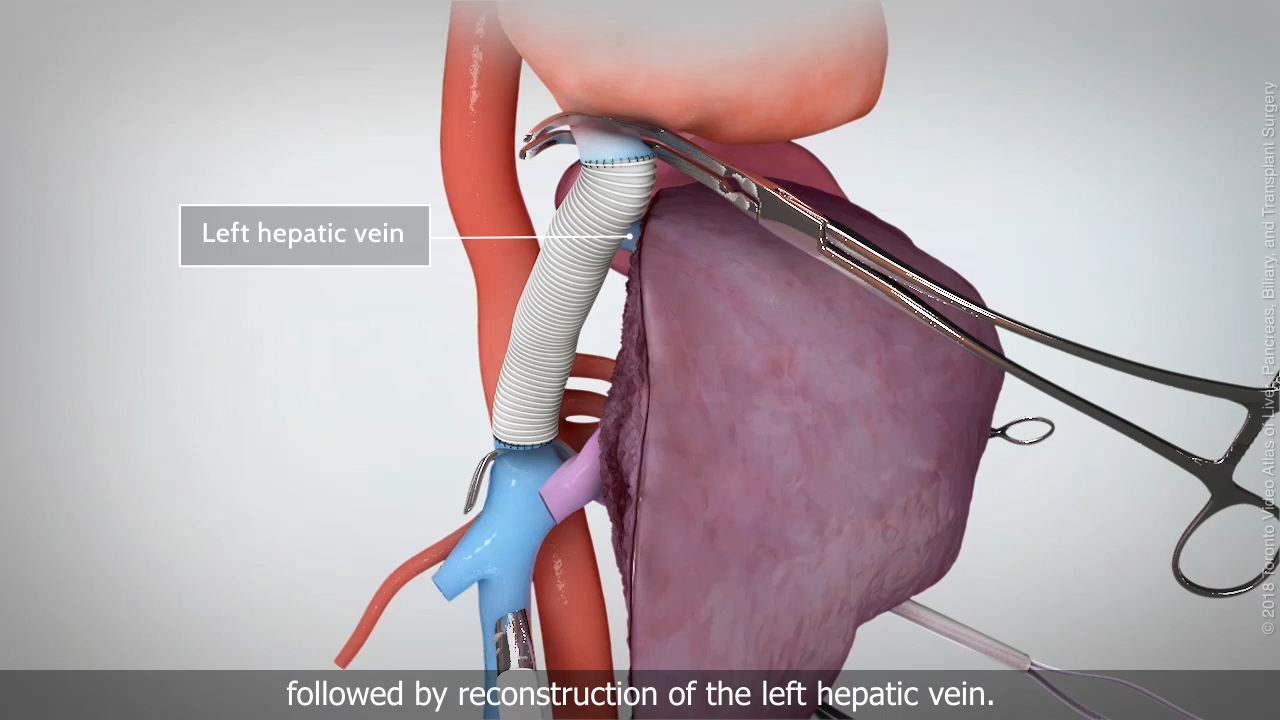 Left hepatic vein
© 2018 Toronto Video Atlas of Liver, Pancreas, Biliary, and Transplant Surgery
followed by reconstruction of the left hepatic vein.